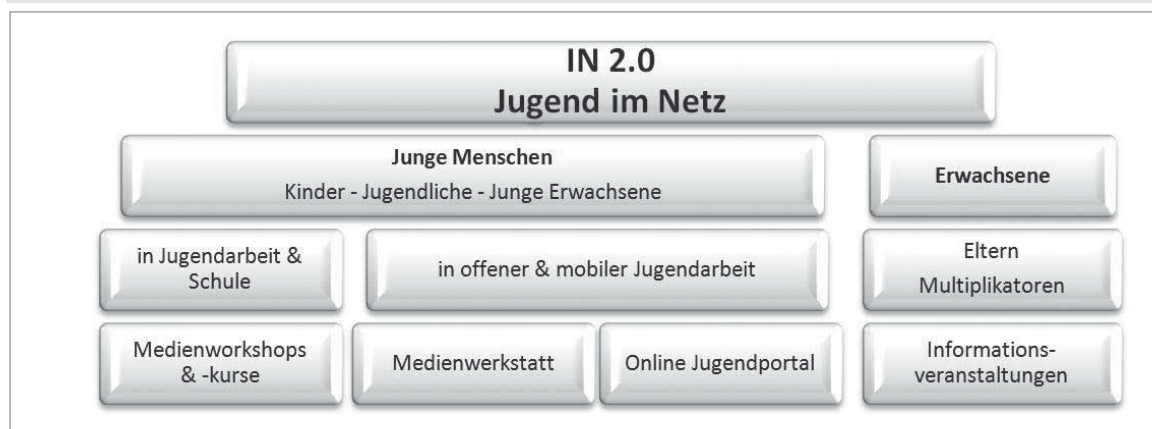 IN 2.0
Jugend im Netz
Junge Menschen
Kinder - Jugendliche - Junge Erwachsene
Erwachsene
in Jugendarbeit &
Schule
in offener & mobiler Jugendarbeit
Eltern
Multiplikatoren
Medienworkshops
& -kurse
Medienwerkstatt
Online Jugendportal
Informations-
veranstaltungen